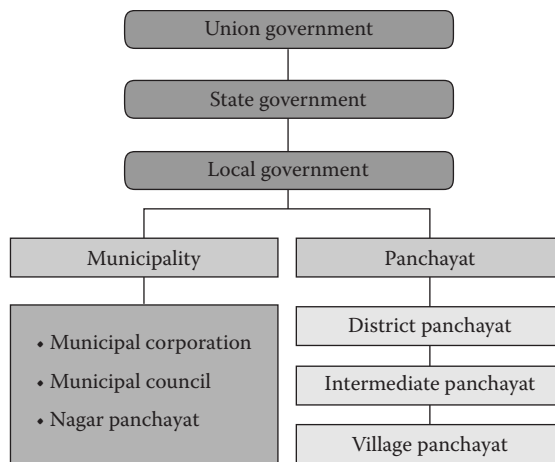 Union government
State government
Local government
Municipality
Panchayat
• Municipal corporation
• Municipal council
• Nagar panchayat
District panchayat
Intermediate panchayat
Village panchayat